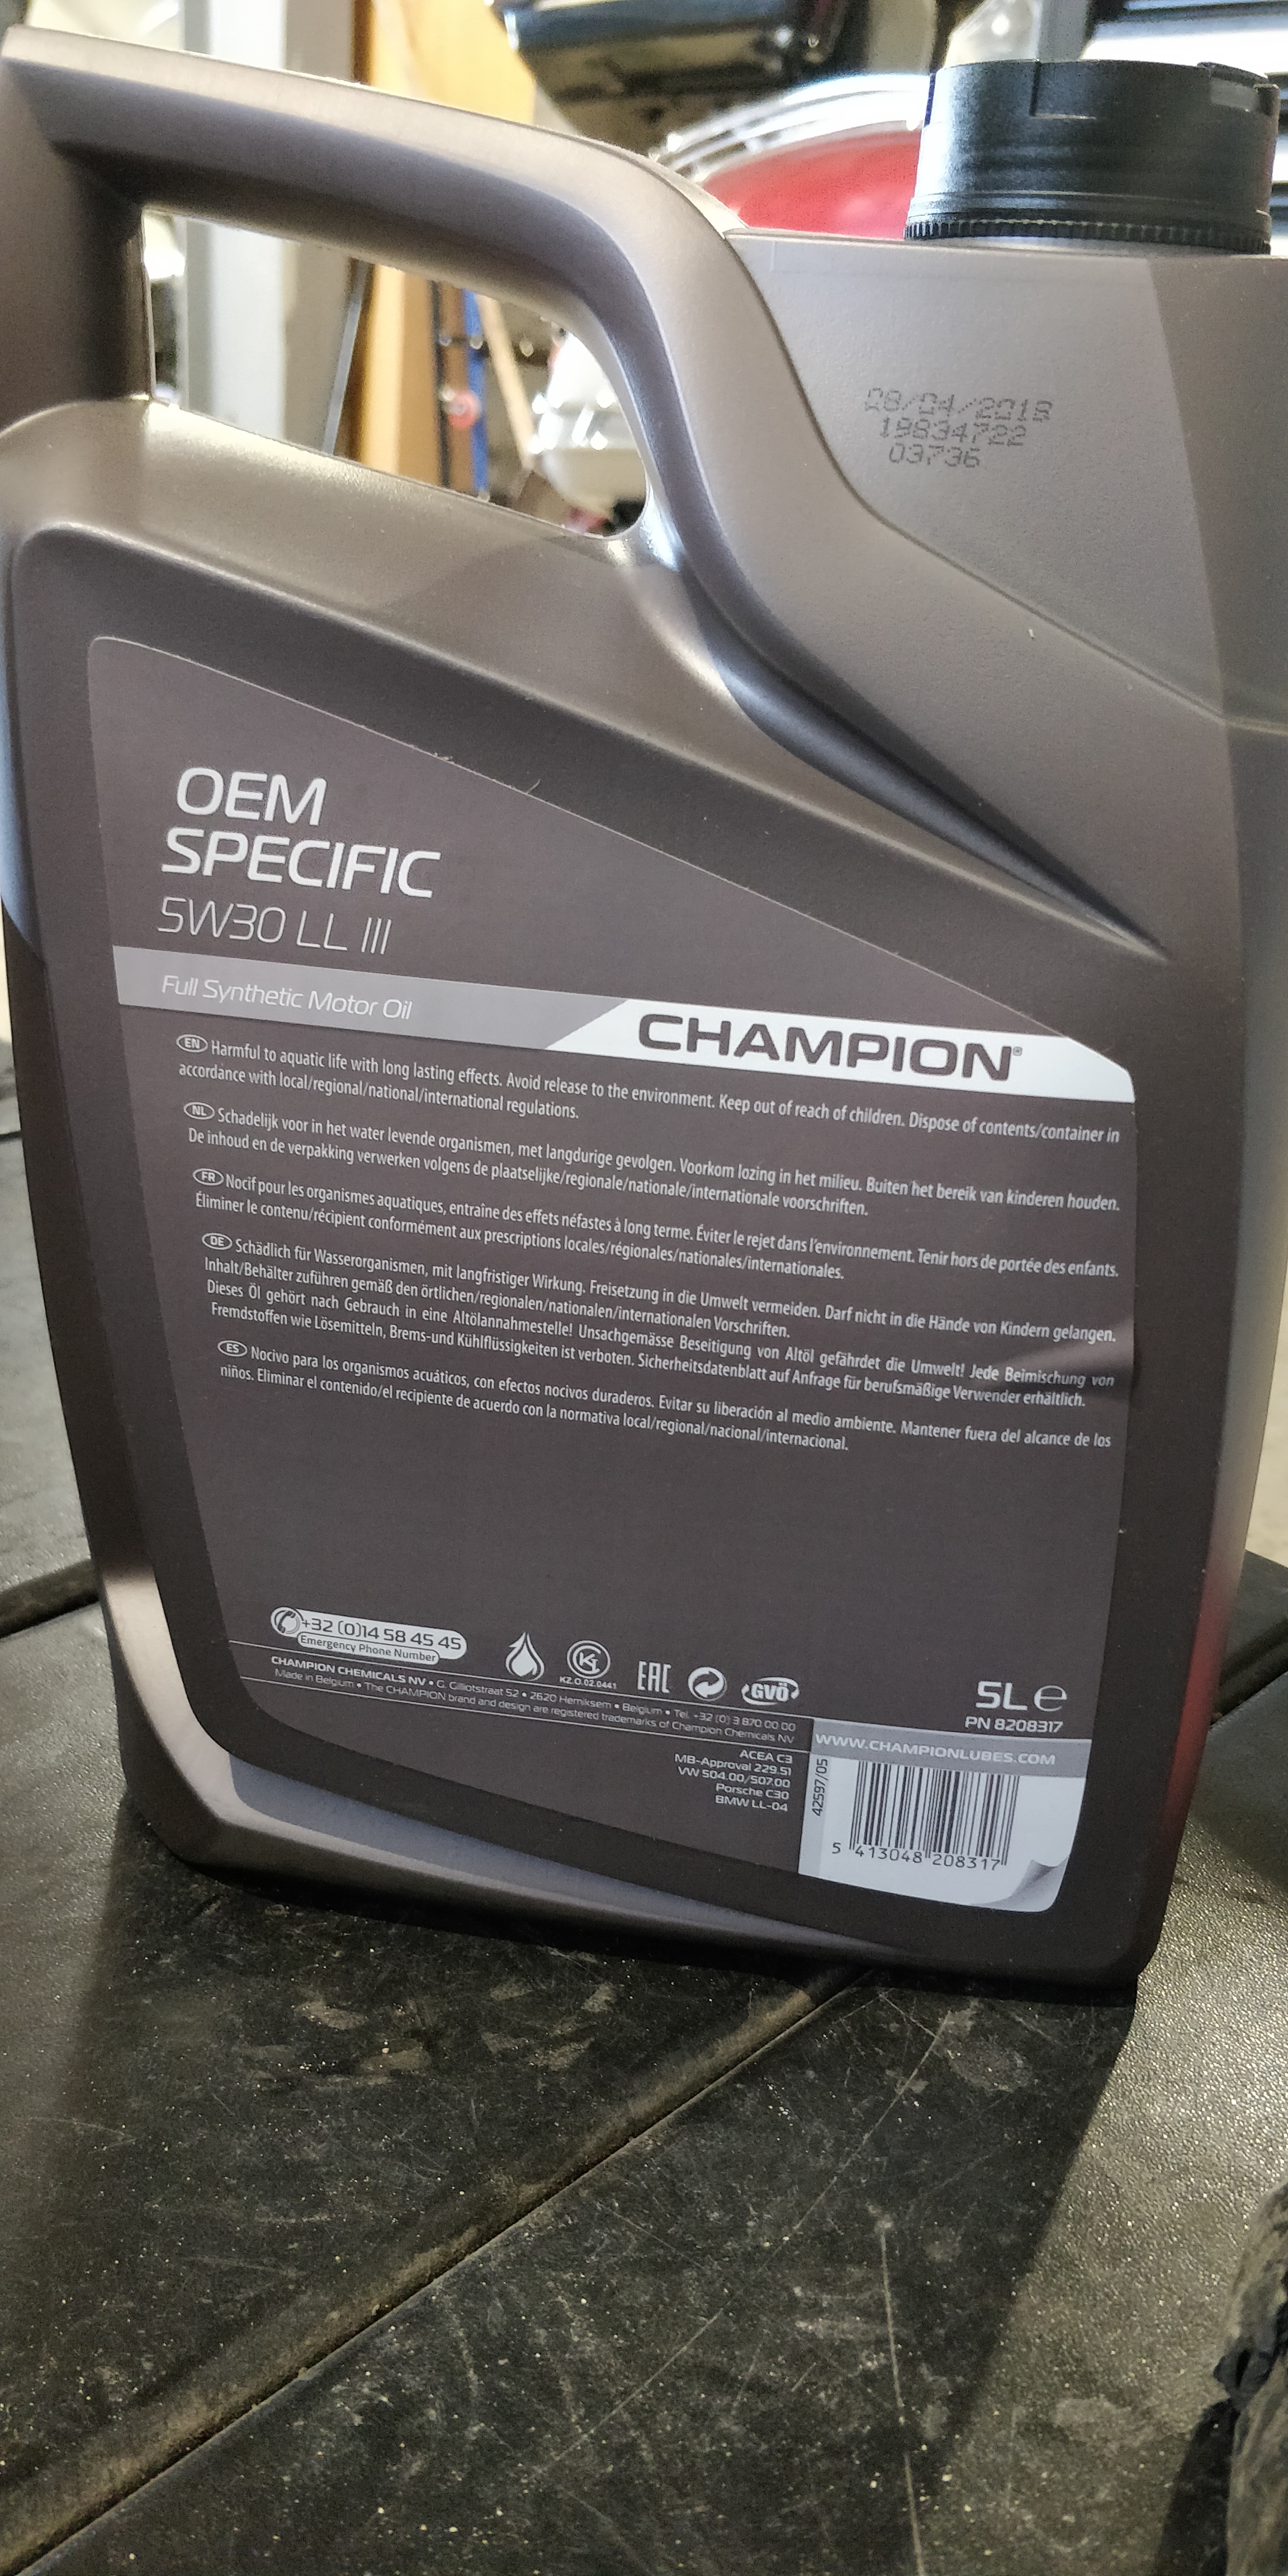 08/04/2018
19834722
03736
OEM
SPECIFIC
5W30 LL III
Full Synthetic Motor Oil
CHAMPION®
EN Harmful to aquatic life with long lasting effects. Avoid release to the environment. Keep out of reach of children. Dispose of contents/container in
accordance with local/regional/national/international regulations.
NL Schadelijk voor in het water levende organismen, met langdurige gevolgen. Voorkom lozing in het milieu. Buiten het bereik van kinderen houden.
De inhoud en de verpakking verwerken volgens de plaatselijke/regionale/nationale/internationale voorschriften.
FR Nocif pour les organismes aquatiques, entraîne des effets néfastes à long terme. Éviter le rejet dans l'environnement. Tenir hors de portée des enfants.
Éliminer le contenu/récipient conformément aux prescriptions locales/régionales/nationales/internationales.
DE Schädlich für Wasserorganismen, mit langfristiger Wirkung. Freisetzung in die Umwelt vermeiden. Darf nicht in die Hände von Kindern gelangen.
Inhalt/Behälter zuführen gemäß den örtlichen/regionalen/nationalen/internationalen Vorschriften.
Dieses Öl gehört nach Gebrauch in eine Altölannahmestelle! Unsachgemässe Beseitigung von Altöl gefährdet die Umwelt! Jede Beimischung von
Fremdstoffen wie Lösemitteln, Brems-und Kühlflüssigkeiten ist verboten. Sicherheitsdatenblatt auf Anfrage für berufsmäßige Verwender erhältlich.
ES Nocivo para los organismos acuáticos, con efectos nocivos duraderos. Evitar su liberación al medio ambiente. Mantener fuera del alcance de los
niños. Eliminar el contenido/el recipiente de acuerdo con la normativa local/regional/nacional/internacional.
+32 (0)14 58 45 45
Emergency Phone Number
KZ.O.02.0441
EAC
GVÖ
5L e
PN 8208317
CHAMPION CHEMICALS NV • G. Gilliotstraat 52 • 2620 Hemiksem • Belgium • Tel. +32 (0) 3 870 00 00
Made in Belgium • The CHAMPION brand and design are registered trademarks of Champion Chemicals NV
WWW.CHAMPIONLUBES.COM
ACEA C3
MB-Approval 229.51
VW 504.00/507.00
Porsche C30
BMW LL-04
42597/05
5 413048 208317